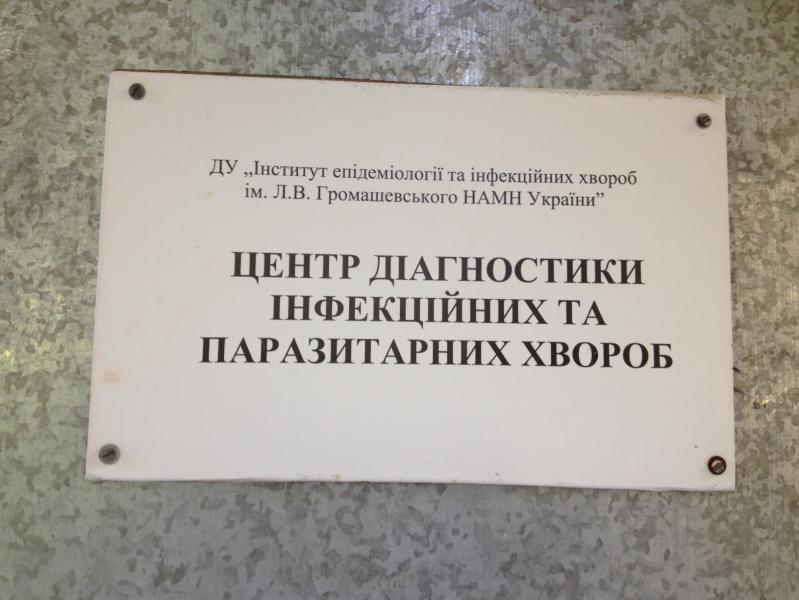 ДУ „Інститут епідеміології та інфекційних хвороб
ім. Л.В. Громашевського НАМН України”
ЦЕНТР ДІАГНОСТИКИ
ІНФЕКЦІЙНИХ ТА
ПАРАЗИТАРНИХ ХВОРОБ